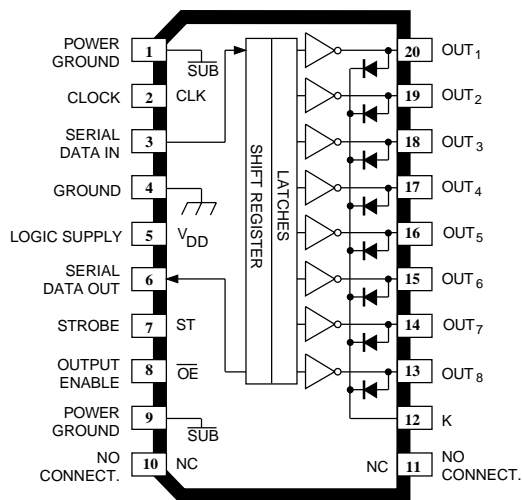 POWER
GROUND
1
SUB
CLOCK
2
CLK
SERIAL
DATA IN
3
GROUND
4
LOGIC SUPPLY
5
VDD
SERIAL
DATA OUT
6
STROBE
7
ST
OUTPUT
ENABLE
8
OE
POWER
GROUND
9
SUB
NO
CONNECT.
10
NC
SHIFT REGISTER
LATCHES
20
OUT1
19
OUT2
18
OUT3
17
OUT4
16
OUT5
15
OUT6
14
OUT7
13
OUT8
12
K
NC
11
NO
CONNECT.